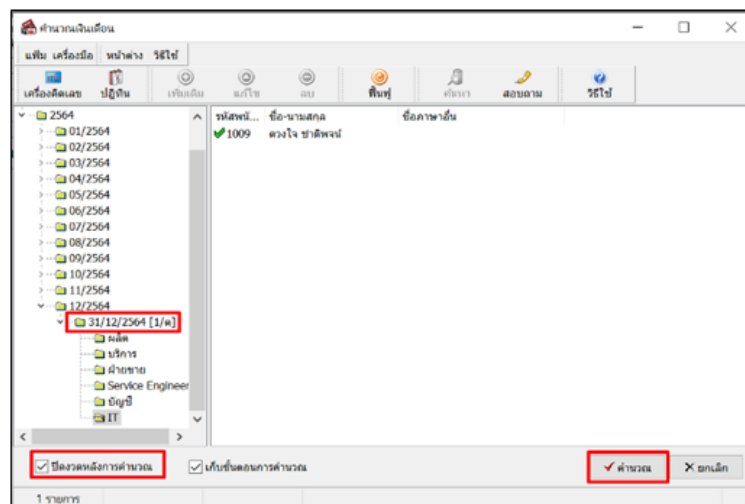 คำนวณเงินเดือน
แฟ้ม เครื่องมือ หน้าต่าง วิธีใช้
เครื่องคิดเลข ปฏิทิน เพิ่มเติม แก้ไข ลบ ฟื้นฟู ค้นหา สอบถาม วิธีใช้
2564
01/2564
02/2564
03/2564
04/2564
05/2564
06/2564
07/2564
08/2564
09/2564
10/2564
11/2564
12/2564
31/12/2564 [1/ด]
ผลิต
บริการ
ฝ่ายขาย
Service Engineer
บัญชี
IT
รหัสพนั... ชื่อ-นามสกุล ชื่อภาษาอื่น
1009 ดวงใจ ชาติพจน์
ปิดงวดหลังการคำนวณ เก็บขั้นตอนการคำนวณ คำนวณ ยกเลิก
1 รายการ